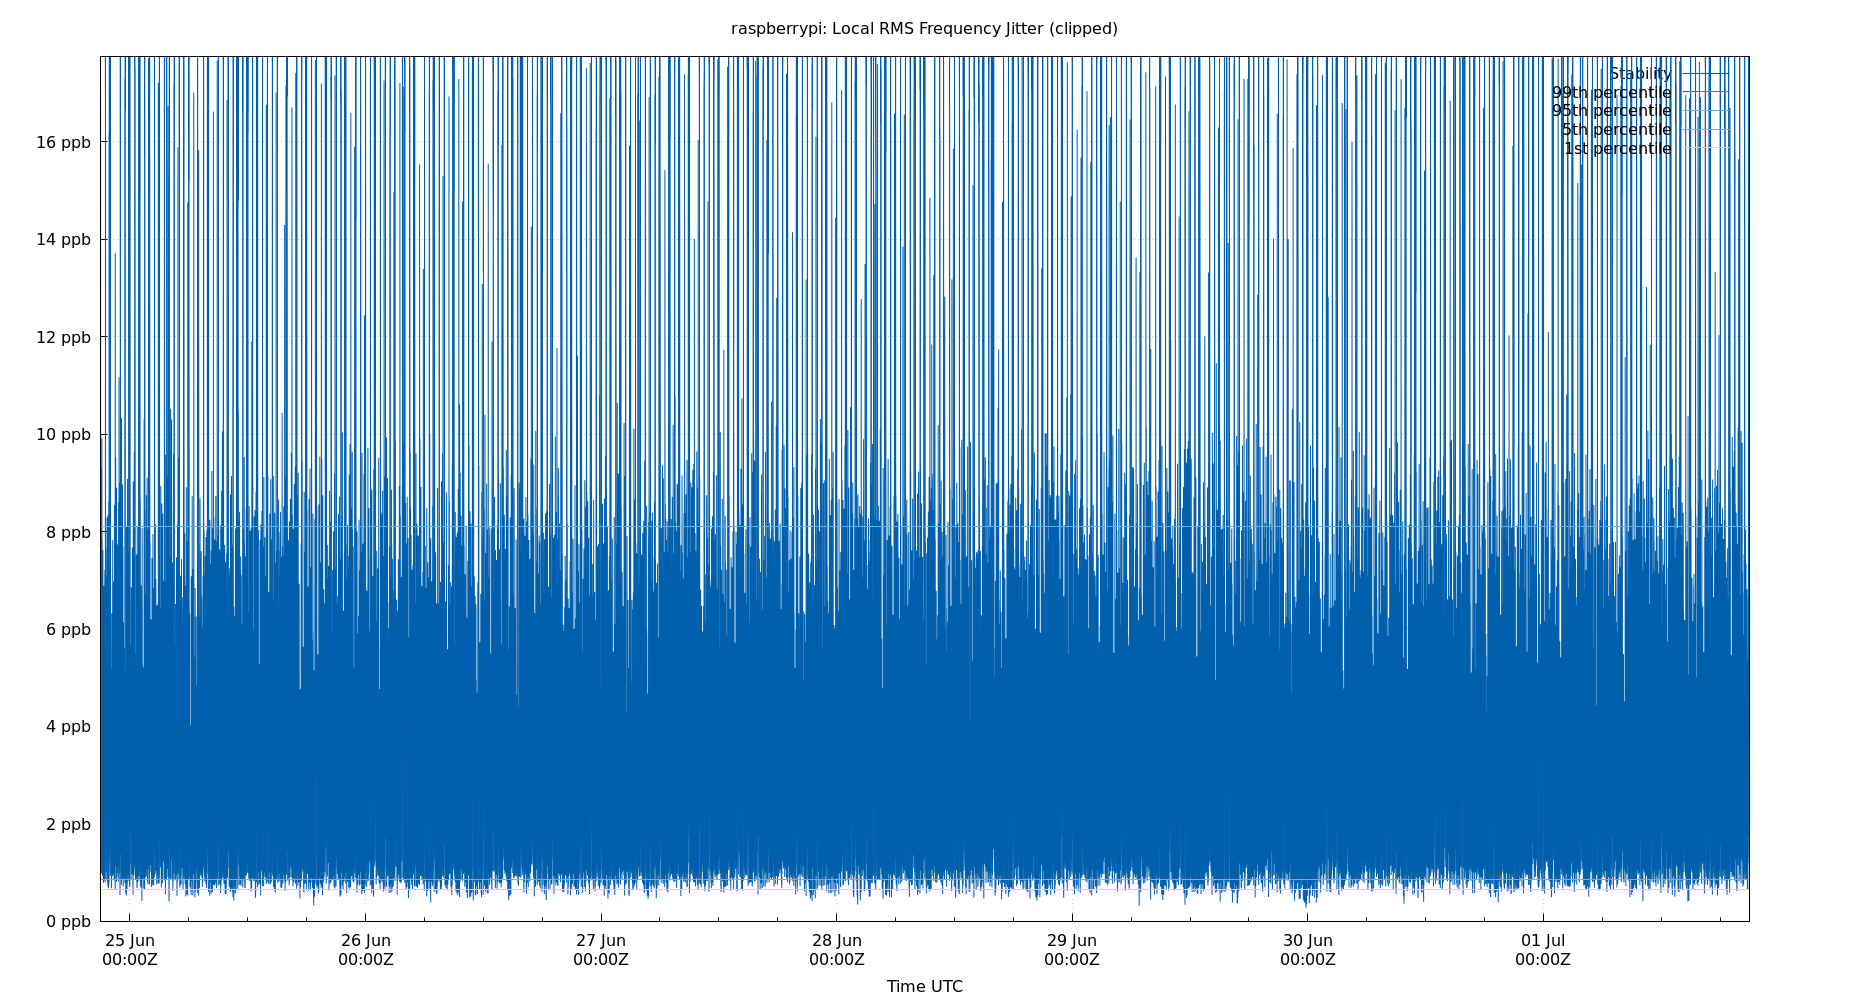 raspberrypi: Local RMS Frequency Jitter (clipped)
Stability
99th percentile
95th percentile
5th percentile
1st percentile
16 ppb
14 ppb
12 ppb
10 ppb
8 ppb
6 ppb
4 ppb
2 ppb
0 ppb
25 Jun 26 Jun 27 Jun 28 Jun 29 Jun 30 Jun 01 Jul
00:00Z 00:00Z 00:00Z 00:00Z 00:00Z 00:00Z 00:00Z
Time UTC